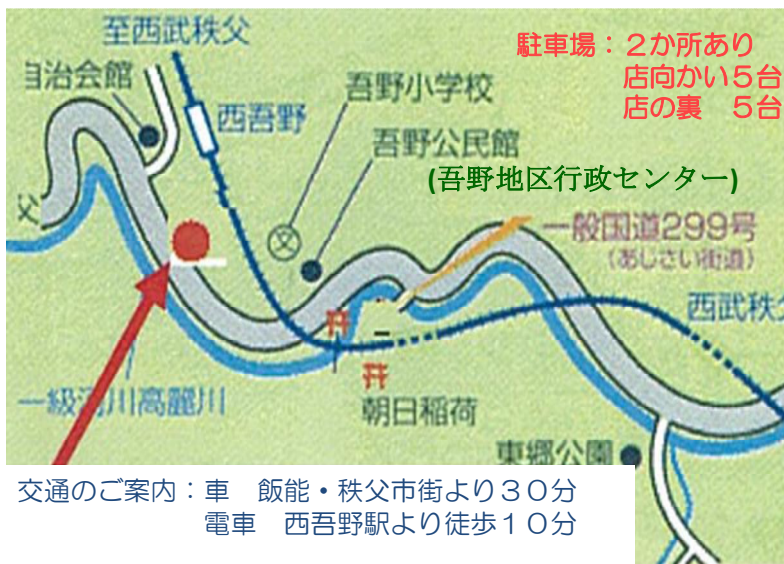 至西武秩父
駐車場：２か所あり
店向かい５台
店の裏　５台
自治会館
吾野小学校
西吾野
吾野公民館
(吾野地区行政センター)
父
文
一般国道299号
(あじさい街道)
西武秩父
一級河川高麗川
朝日稲荷
東郷公園
交通のご案内：車　飯能・秩父市街より３０分
電車　西吾野駅より徒歩１０分